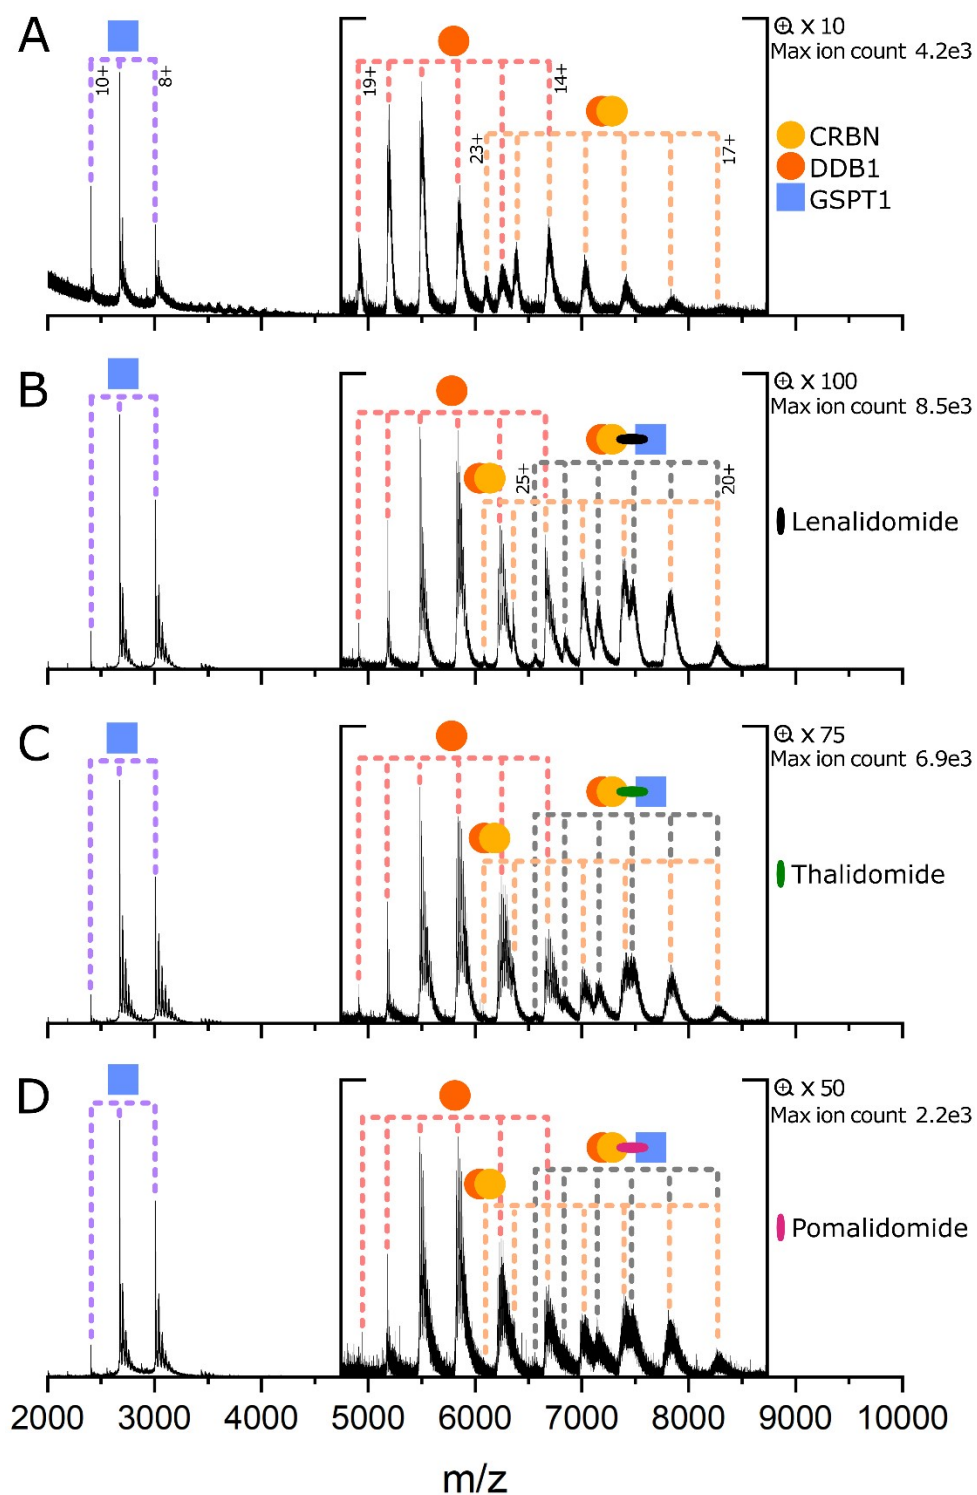 A
10+
8+
19+
14+
23+
17+
x 10
Max ion count 4.2e3
CRBN
DDB1
GSPT1
B
25+
20+
x 100
Max ion count 8.5e3
Lenalidomide
C
x 75
Max ion count 6.9e3
Thalidomide
D
x 50
Max ion count 2.2e3
Pomalidomide
2000 3000 4000 5000 6000 7000 8000 9000 10000
m/z